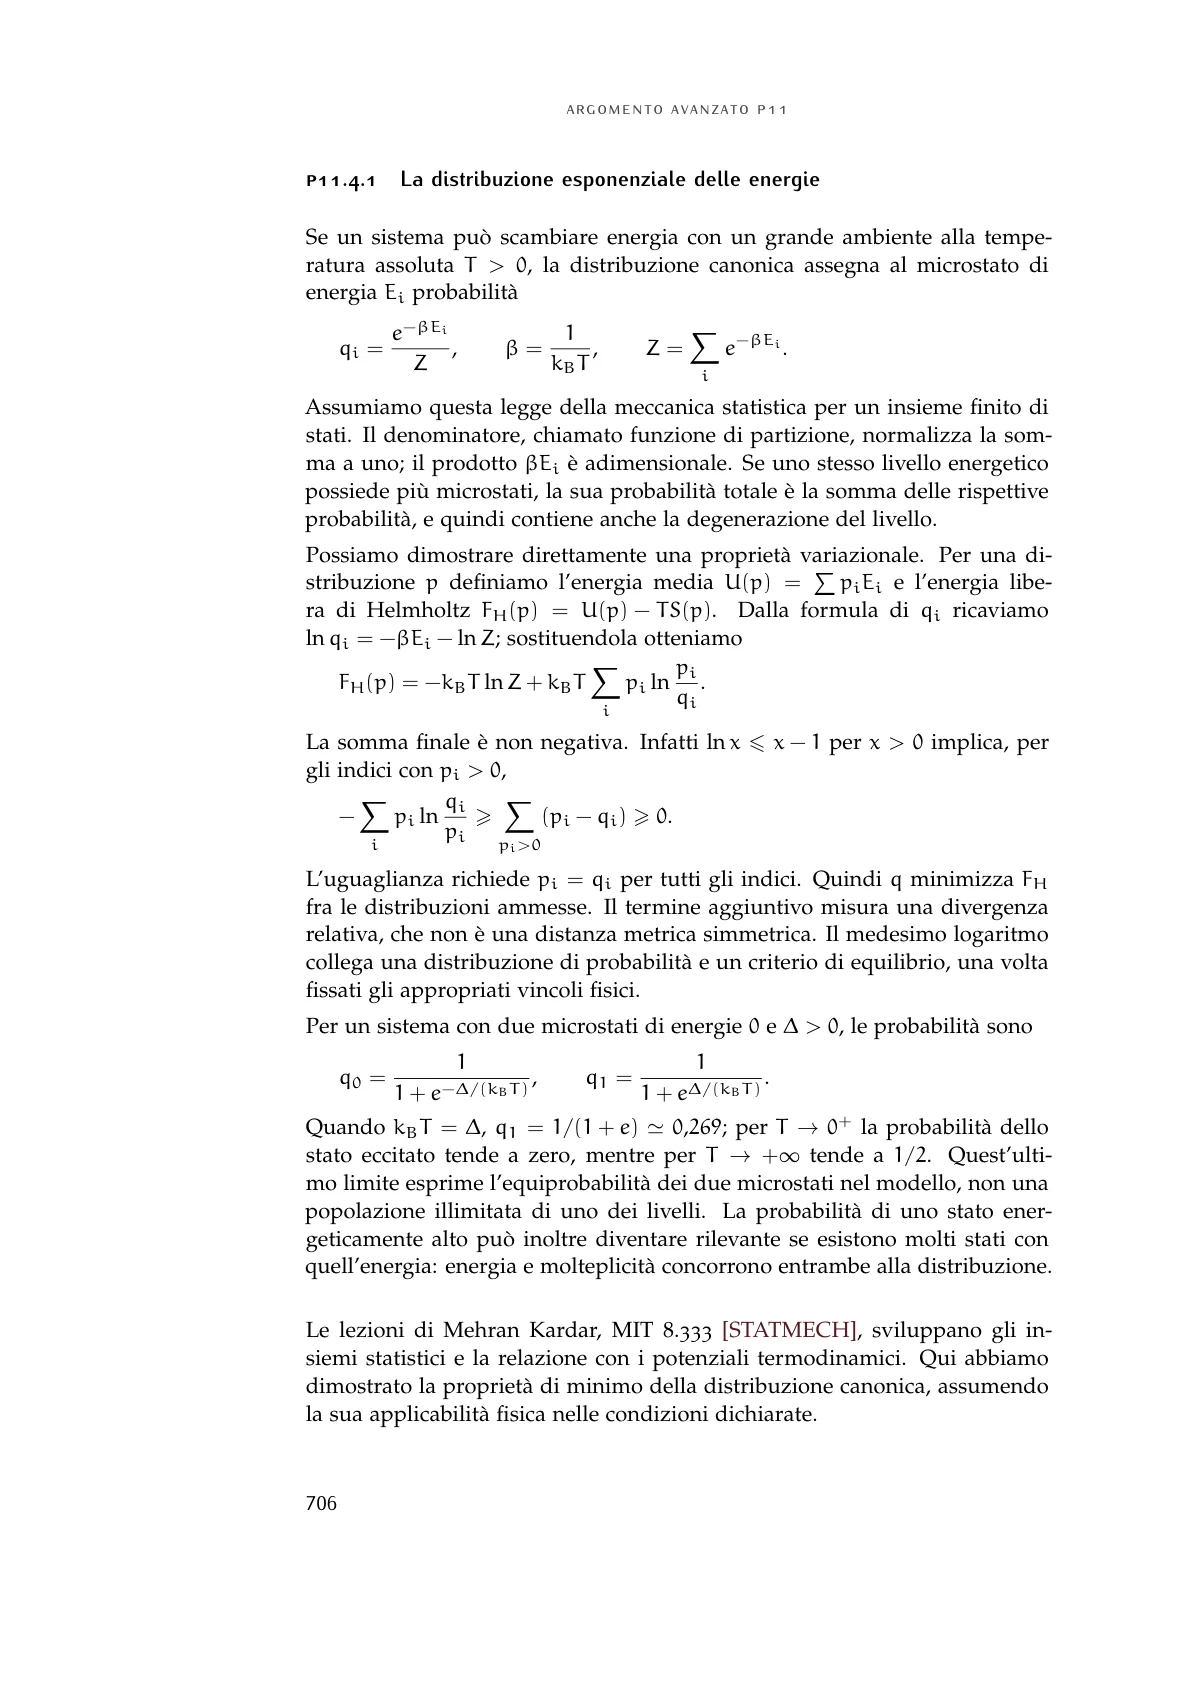 ARGOMENTO AVANZATO P11
P11.4.1 La distribuzione esponenziale delle energie
Se un sistema può scambiare energia con un grande ambiente alla tempe-
ratura assoluta T > 0, la distribuzione canonica assegna al microstato di
energia E_i probabilità
q_i = e^{−βE_i} / Z, β = 1 / (k_B T), Z = ∑_i e^{−βE_i}.
Assumiamo questa legge della meccanica statistica per un insieme finito di
stati. Il denominatore, chiamato funzione di partizione, normalizza la som-
ma a uno; il prodotto βE_i è adimensionale. Se uno stesso livello energetico
possiede più microstati, la sua probabilità totale è la somma delle rispettive
probabilità, e quindi contiene anche la degenerazione del livello.
Possiamo dimostrare direttamente una proprietà variazionale. Per una di-
stribuzione p definiamo l'energia media U(p) = ∑ p_i E_i e l'energia libe-
ra di Helmholtz F_H(p) = U(p) − TS(p). Dalla formula di q_i ricaviamo
ln q_i = −βE_i − ln Z; sostituendola otteniamo
F_H(p) = −k_B T ln Z + k_B T ∑_i p_i ln p_i/q_i.
La somma finale è non negativa. Infatti ln x ⩽ x − 1 per x > 0 implica, per
gli indici con p_i > 0,
− ∑_i p_i ln q_i/p_i ⩾ ∑_{p_i>0} (p_i − q_i) ⩾ 0.
L'uguaglianza richiede p_i = q_i per tutti gli indici. Quindi q minimizza F_H
fra le distribuzioni ammesse. Il termine aggiuntivo misura una divergenza
relativa, che non è una distanza metrica simmetrica. Il medesimo logaritmo
collega una distribuzione di probabilità e un criterio di equilibrio, una volta
fissati gli appropriati vincoli fisici.
Per un sistema con due microstati di energie 0 e Δ > 0, le probabilità sono
q_0 = 1 / (1 + e^{−Δ/(k_B T)}), q_1 = 1 / (1 + e^{Δ/(k_B T)}).
Quando k_B T = Δ, q_1 = 1/(1 + e) ≃ 0,269; per T → 0⁺ la probabilità dello
stato eccitato tende a zero, mentre per T → +∞ tende a 1/2. Quest'ulti-
mo limite esprime l'equiprobabilità dei due microstati nel modello, non una
popolazione illimitata di uno dei livelli. La probabilità di uno stato ener-
geticamente alto può inoltre diventare rilevante se esistono molti stati con
quell'energia: energia e molteplicità concorrono entrambe alla distribuzione.
Le lezioni di Mehran Kardar, MIT 8.333 [STATMECH], sviluppano gli in-
siemi statistici e la relazione con i potenziali termodinamici. Qui abbiamo
dimostrato la proprietà di minimo della distribuzione canonica, assumendo
la sua applicabilità fisica nelle condizioni dichiarate.
706